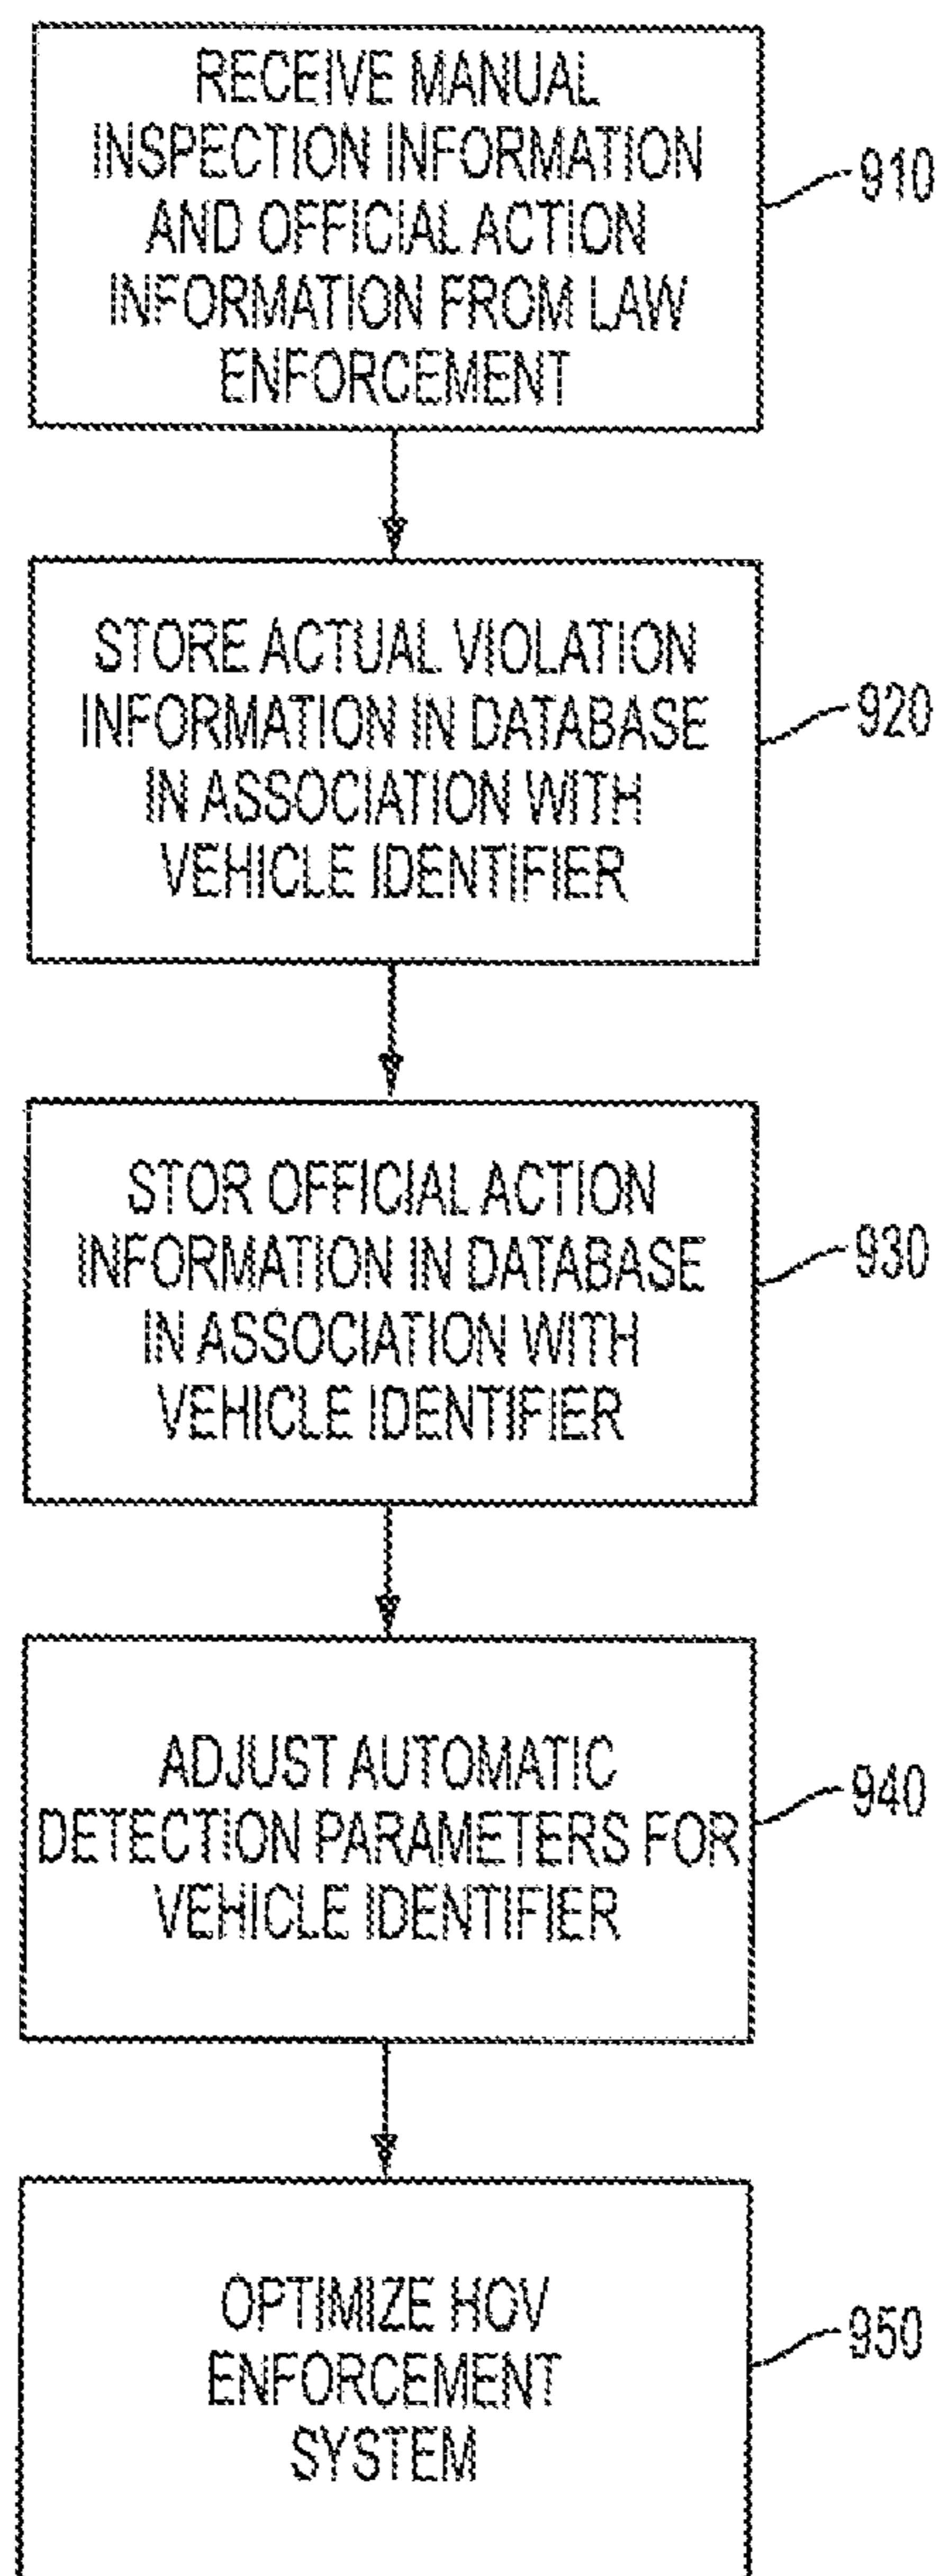 RECEIVE MANUAL
INSPECTION INFORMATION
AND OFFICIAL ACTION
INFORMATION FROM LAW
ENFORCEMENT
910
STORE ACTUAL VIOLATION
INFORMATION IN DATABASE
IN ASSOCIATION WITH
VEHICLE IDENTIFIER
920
STOR OFFICIAL ACTION
INFORMATION IN DATABASE
IN ASSOCIATION WITH
VEHICLE IDENTIFIER
930
ADJUST AUTOMATIC
DETECTION PARAMETERS FOR
VEHICLE IDENTIFIER
940
OPTIMIZE HOV
ENFORCEMENT
SYSTEM
950